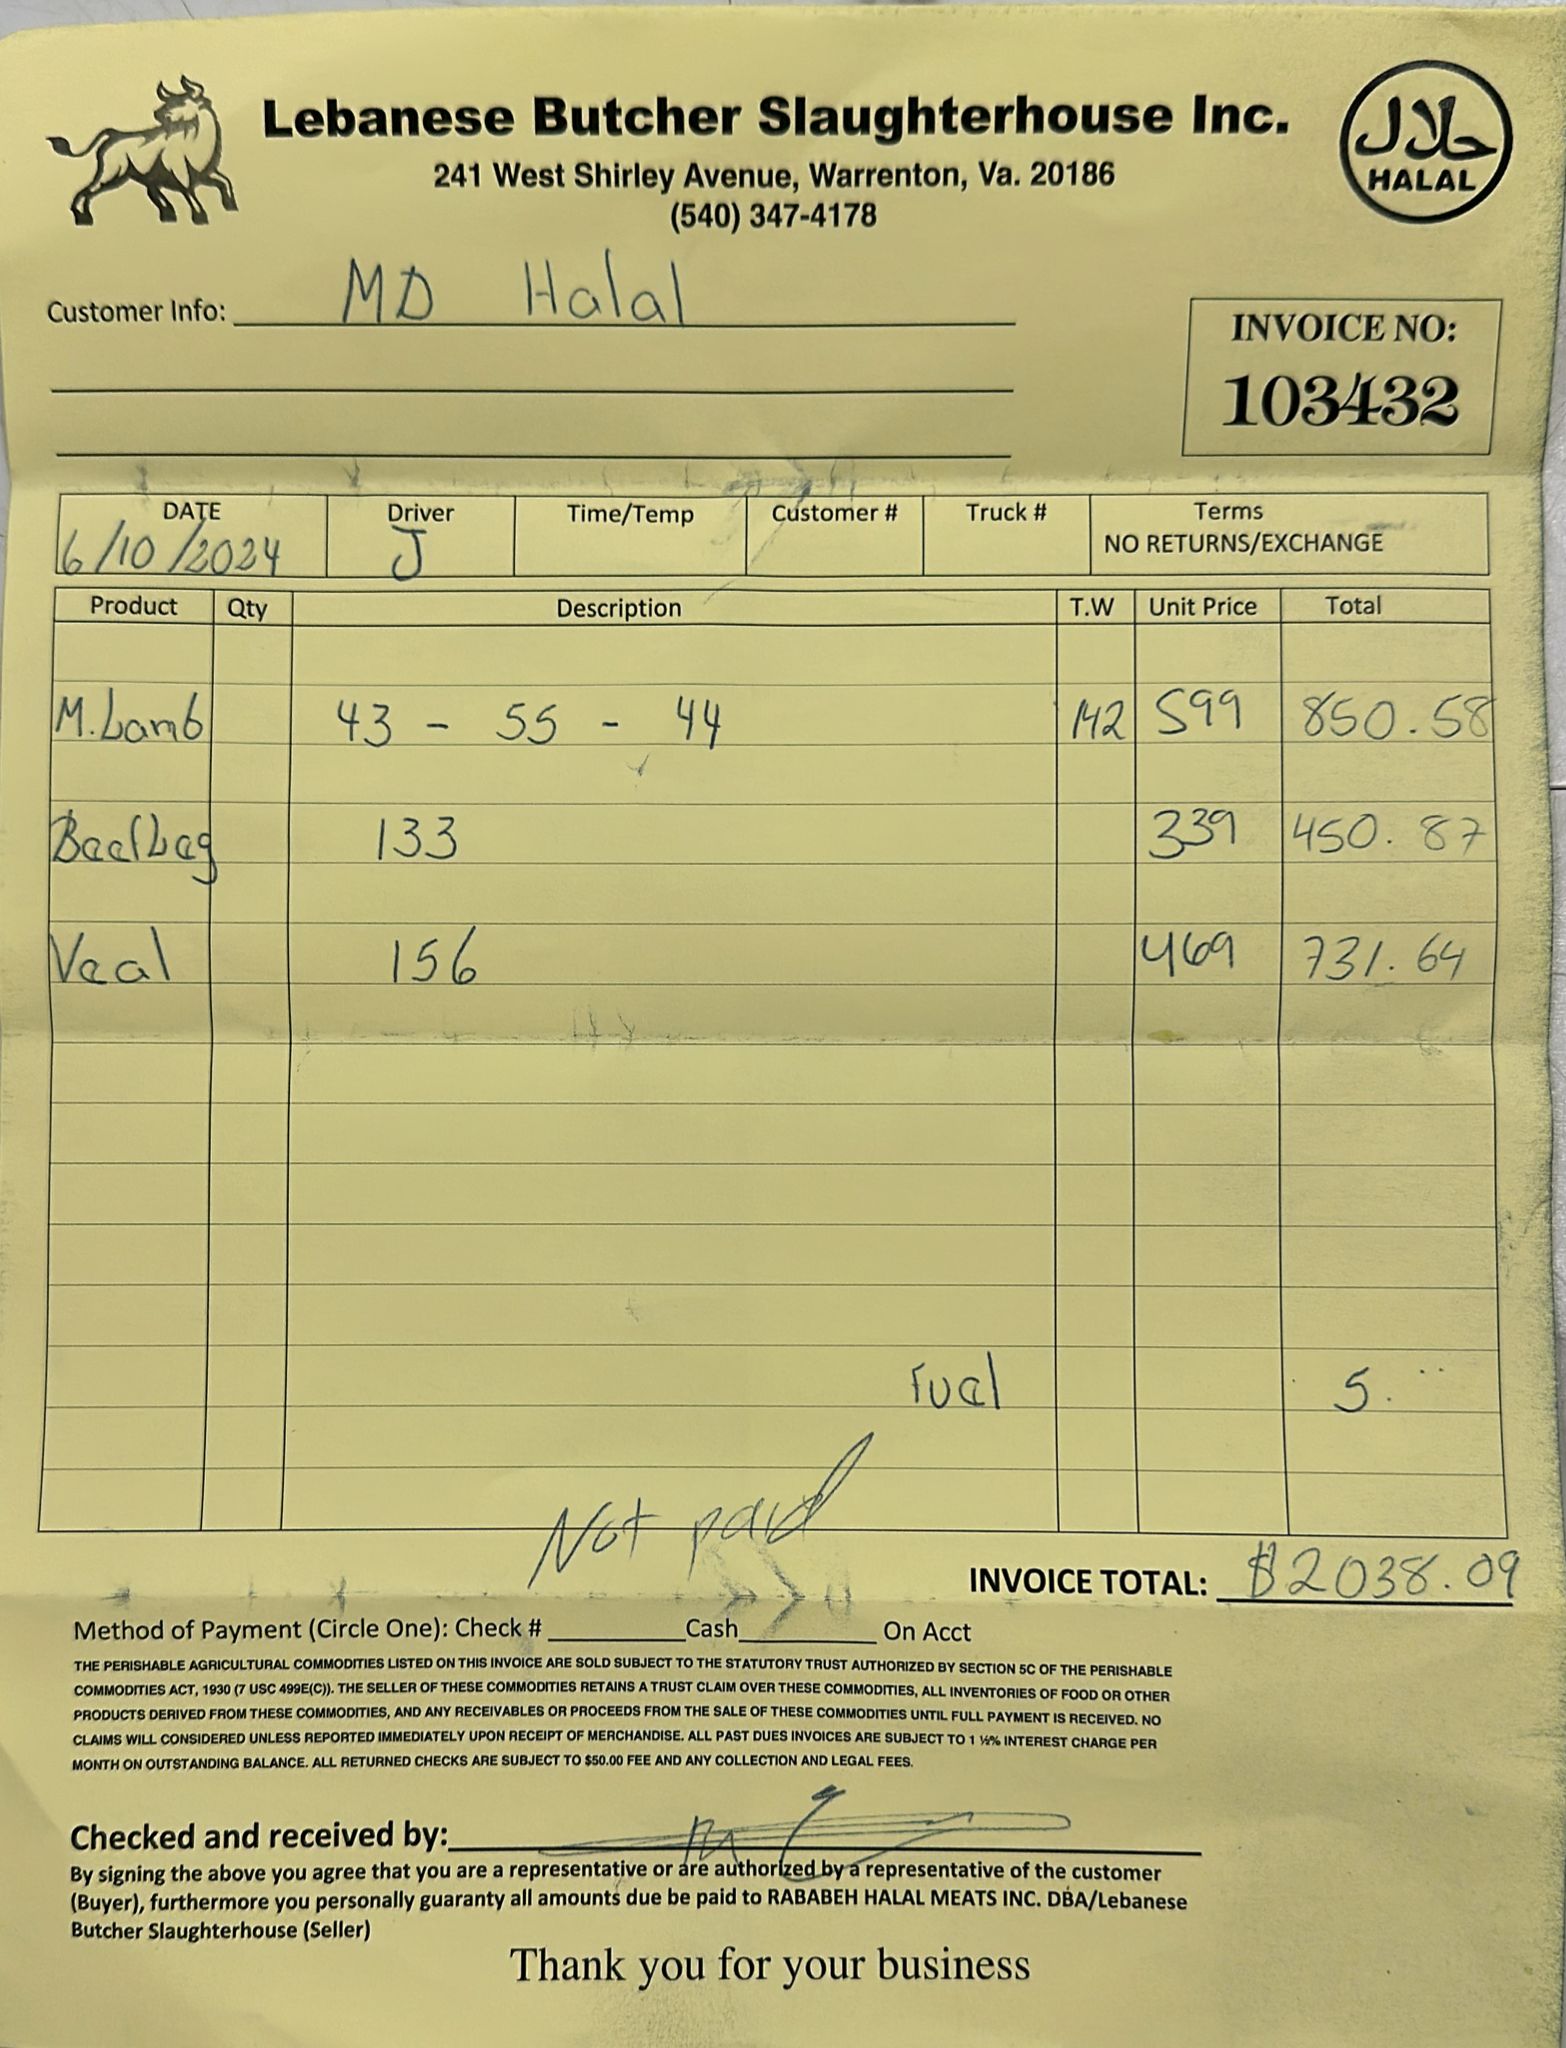 Lebanese Butcher Slaughterhouse Inc.
241 West Shirley Avenue, Warrenton, Va. 20186
(540) 347-4178
حلال
HALAL
Customer Info: MD Halal
INVOICE NO:
103432
DATE Driver Time/Temp Customer # Truck # Terms
6/10/2024 J NO RETURNS/EXCHANGE
Product Qty Description T.W Unit Price Total
M.Lamb 43 - 55 - 44 142 599 850.58
133 339 450.87
Veal 156 469 731.64
Fuel 5.
Not paid
INVOICE TOTAL: $2038.09
Method of Payment (Circle One): Check # Cash On Acct
THE PERISHABLE AGRICULTURAL COMMODITIES LISTED ON THIS INVOICE ARE SOLD SUBJECT TO THE STATUTORY TRUST AUTHORIZED BY SECTION 5C OF THE PERISHABLE
COMMODITIES ACT, 1930 (7 USC 499E(C)). THE SELLER OF THESE COMMODITIES RETAINS A TRUST CLAIM OVER THESE COMMODITIES, ALL INVENTORIES OF FOOD OR OTHER
PRODUCTS DERIVED FROM THESE COMMODITIES, AND ANY RECEIVABLES OR PROCEEDS FROM THE SALE OF THESE COMMODITIES UNTIL FULL PAYMENT IS RECEIVED. NO
CLAIMS WILL CONSIDERED UNLESS REPORTED IMMEDIATELY UPON RECEIPT OF MERCHANDISE. ALL PAST DUES INVOICES ARE SUBJECT TO 1 ½% INTEREST CHARGE PER
MONTH ON OUTSTANDING BALANCE. ALL RETURNED CHECKS ARE SUBJECT TO $50.00 FEE AND ANY COLLECTION AND LEGAL FEES.
Checked and received by:
By signing the above you agree that you are a representative or are authorized by a representative of the customer
(Buyer), furthermore you personally guaranty all amounts due be paid to RABABEH HALAL MEATS INC. DBA/Lebanese
Butcher Slaughterhouse (Seller)
Thank you for your business